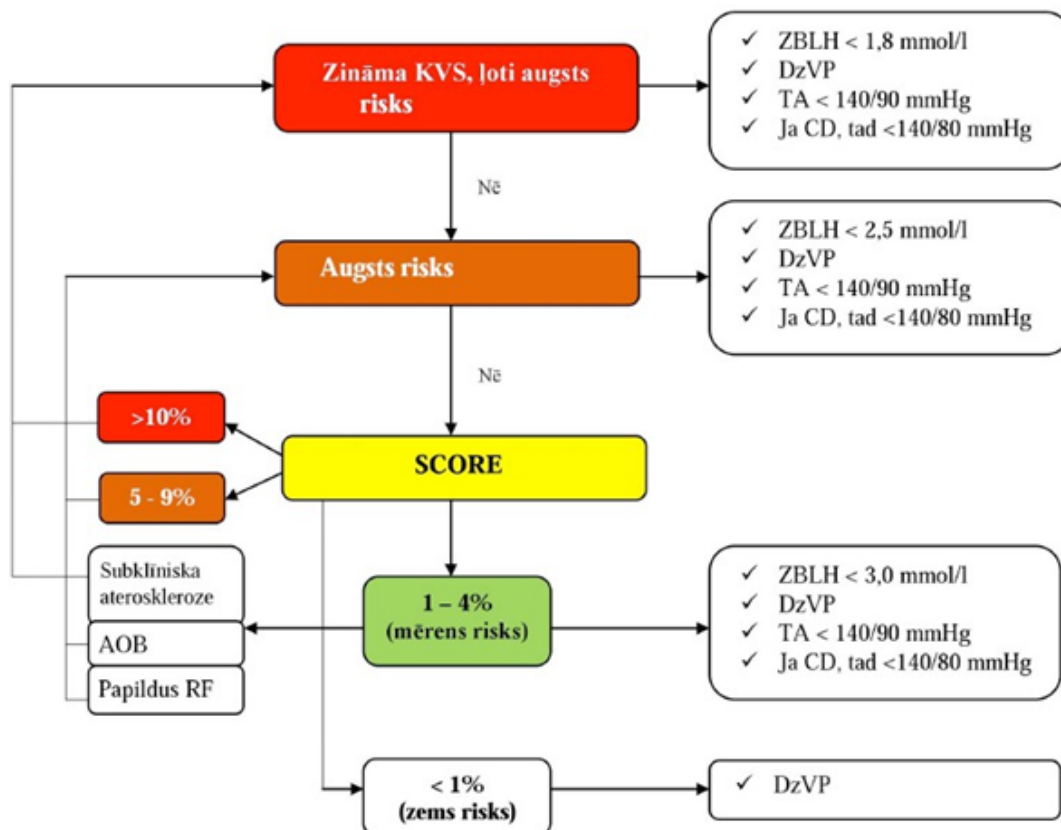 Zināma KVS, ļoti augsts
risks
✓ ZBLH < 1,8 mmol/l
✓ DzVP
✓ TA < 140/90 mmHg
✓ Ja CD, tad <140/80 mmHg
Nē
Augsts risks
✓ ZBLH < 2,5 mmol/l
✓ DzVP
✓ TA < 140/90 mmHg
✓ Ja CD, tad <140/80 mmHg
Nē
>10%
SCORE
5 - 9%
Subklīniska
ateroskleroze
AOB
Papildus RF
1 – 4%
(mērens risks)
✓ ZBLH < 3,0 mmol/l
✓ DzVP
✓ TA < 140/90 mmHg
✓ Ja CD, tad <140/80 mmHg
< 1%
(zems risks)
✓ DzVP